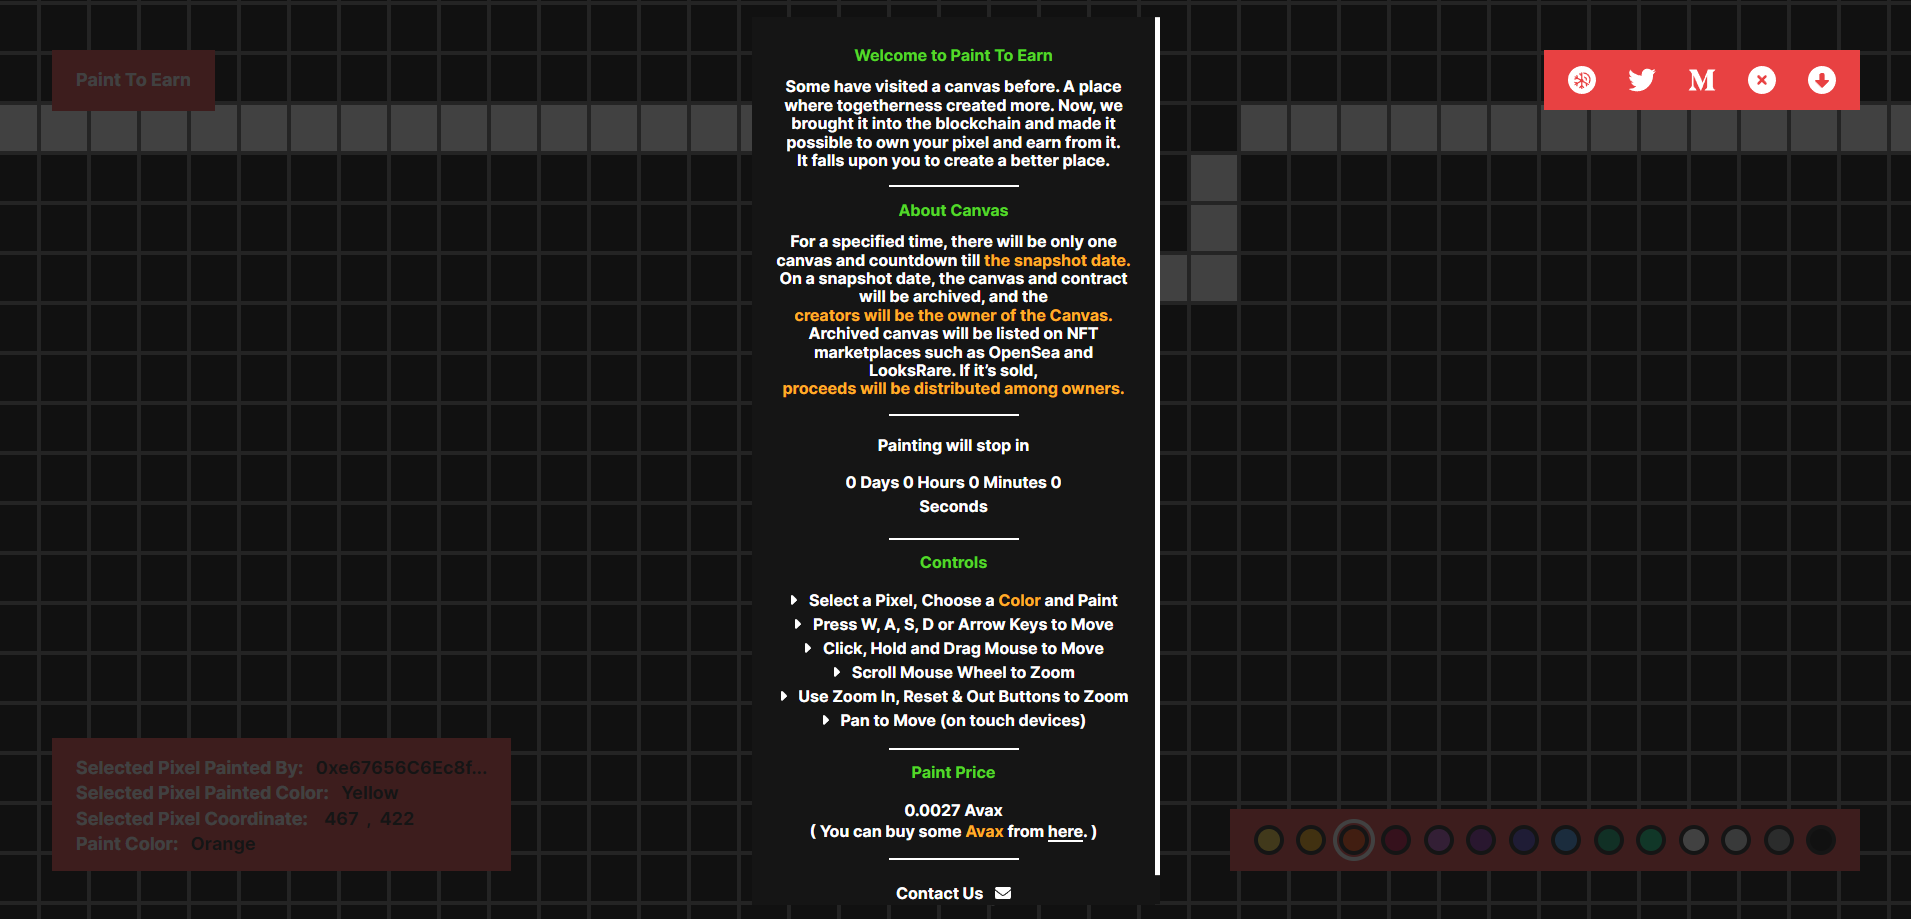 Paint To Earn
Welcome to Paint To Earn
Some have visited a canvas before. A place
where togetherness created more. Now, we
brought it into the blockchain and made it
possible to own your pixel and earn from it.
It falls upon you to create a better place.
About Canvas
For a specified time, there will be only one
canvas and countdown till the snapshot date.
On a snapshot date, the canvas and contract
will be archived, and the
creators will be the owner of the Canvas.
Archived canvas will be listed on NFT
marketplaces such as OpenSea and
LooksRare. If it’s sold,
proceeds will be distributed among owners.
Painting will stop in
0 Days 0 Hours 0 Minutes 0
Seconds
Controls
Select a Pixel, Choose a Color and Paint
Press W, A, S, D or Arrow Keys to Move
Click, Hold and Drag Mouse to Move
Scroll Mouse Wheel to Zoom
Use Zoom In, Reset & Out Buttons to Zoom
Pan to Move (on touch devices)
Paint Price
0.0027 Avax
( You can buy some Avax from here. )
Contact Us
Selected Pixel Painted By: 0xe67656C6Ec8f...
Selected Pixel Painted Color: Yellow
Selected Pixel Coordinate: 467 , 422
Paint Color: Orange